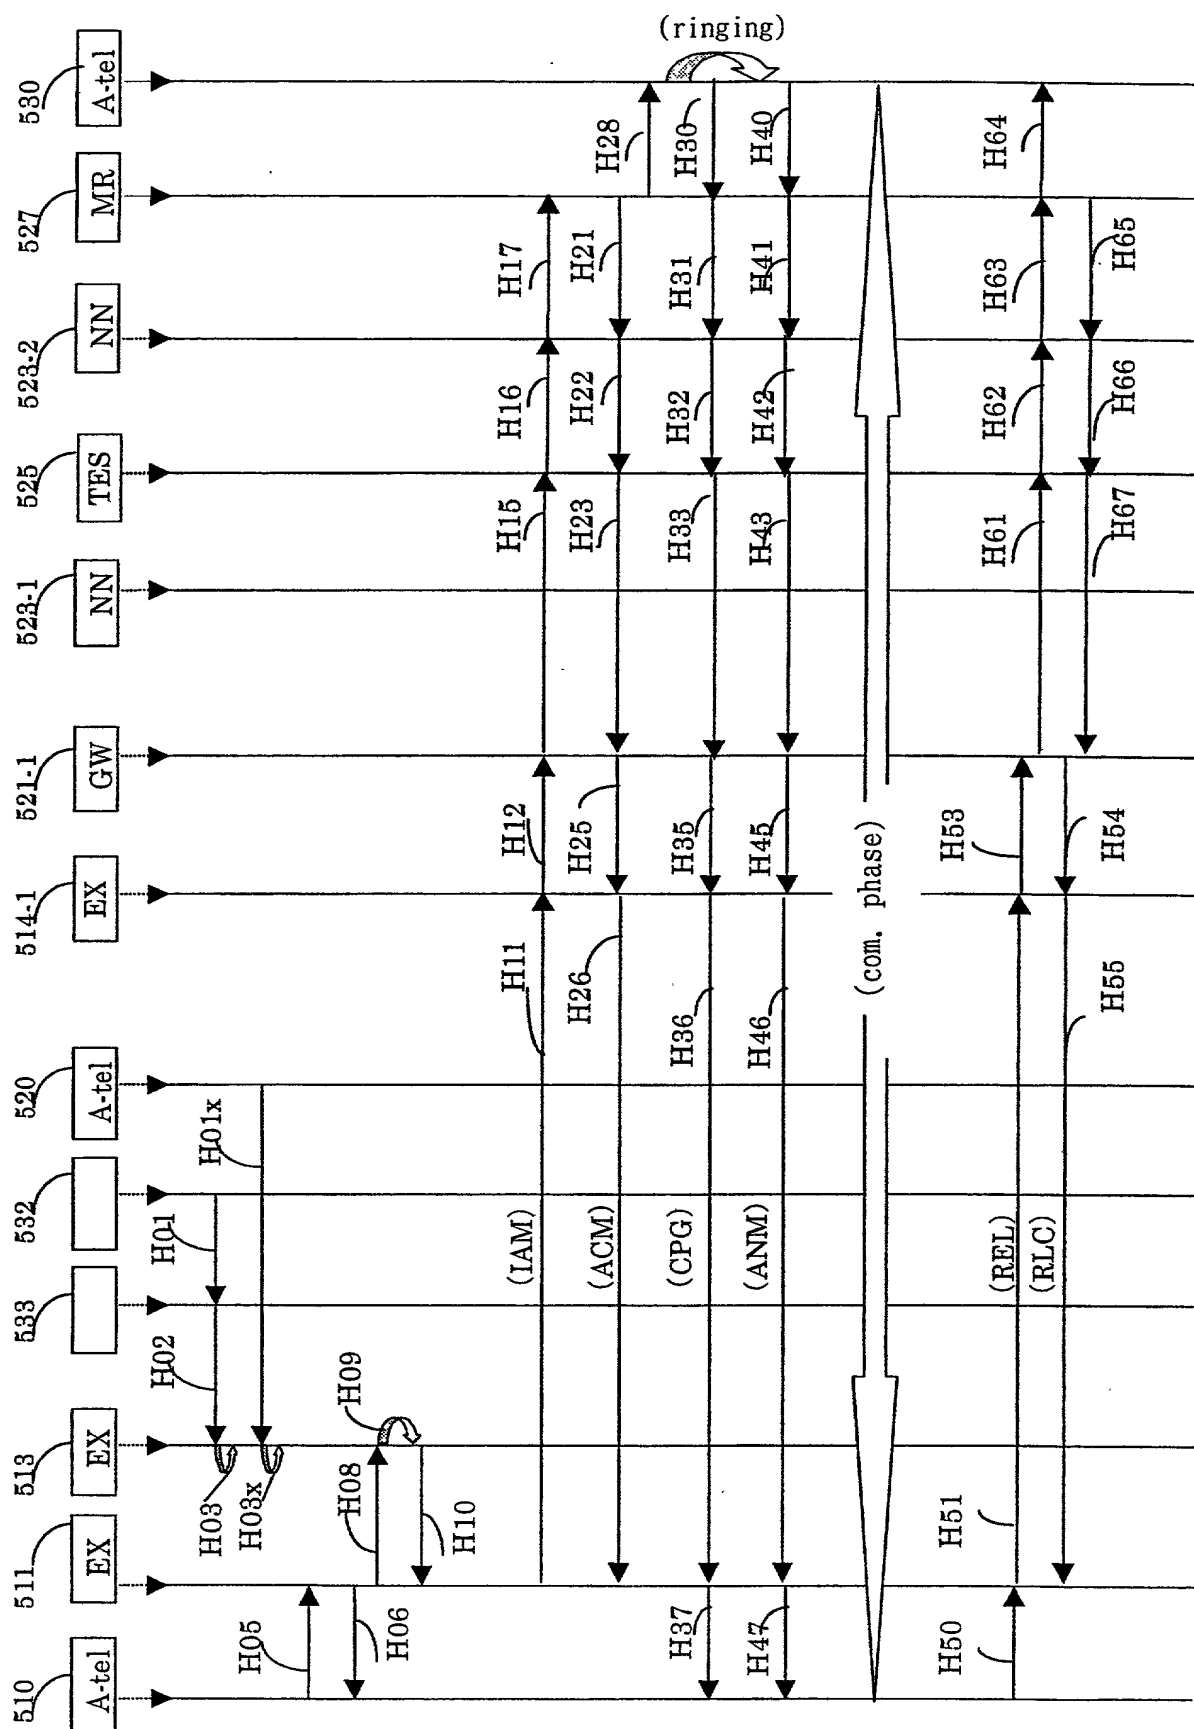 510
511
513
533
532
520
514-1
521-1
523-1
525
523-2
527
530
A-tel
EX
EX
A-tel
EX
GW
NN
TES
NN
MR
A-tel
H01
H02
H03
H01x
H03x
H05
H06
H08
H09
H10
(IAM)
H11
H12
H15
H16
H17
(ACM)
H26
H25
H23
H22
H21
H28
(ringing)
(CPG)
H37
H36
H35
H33
H32
H31
H30
(ANM)
H47
H46
H45
H43
H42
H41
H40
(com. phase)
(REL)
H50
H51
H53
H61
H62
H63
H64
(RLC)
H55
H54
H67
H66
H65